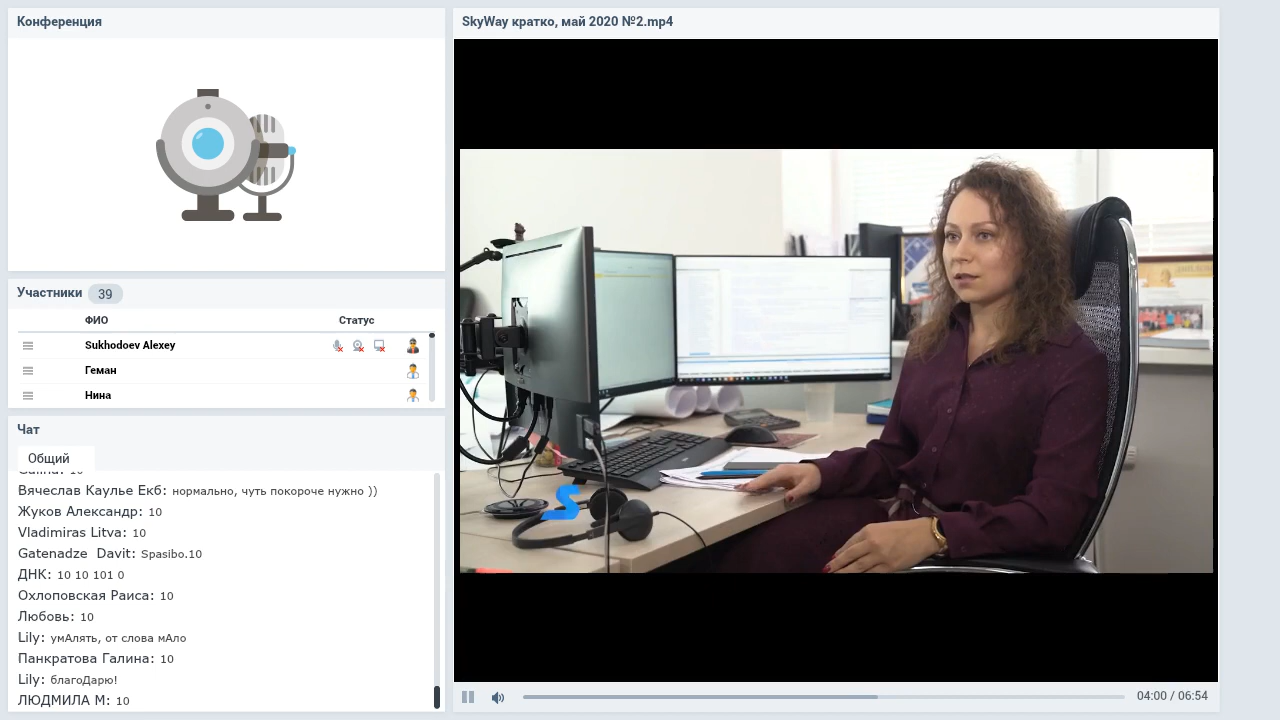 Конференция
SkyWay кратко, май 2020 №2.mp4
Участники 39
ФИО Статус
Sukhodoev Alexey
Геман
Нина
Чат
Общий
Вячеслав Каулье Екб: нормально, чуть покороче нужно ))
Жуков Александр: 10
Vladimiras Litva: 10
Gatenadze Davit: Spasibo.10
ДНК: 10 10 101 0
Охлоповская Раиса: 10
Любовь: 10
Lily: умАлять, от слова мАло
Панкратова Галина: 10
Lily: благоДарю!
ЛЮДМИЛА М: 10
04:00 / 06:54